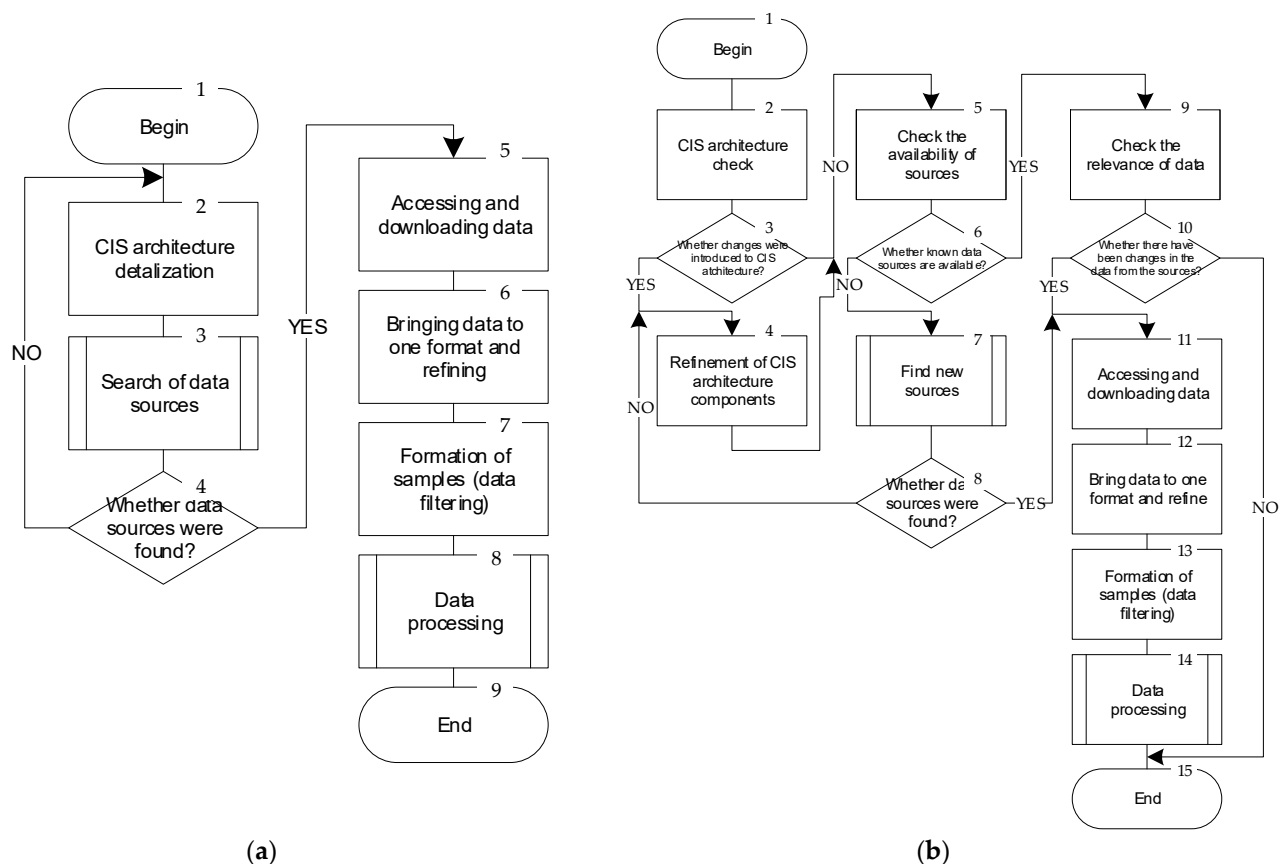 1
Begin
2
CIS architecture
detalization
3
Search of data
sources
4
Whether data
sources were
found?
NO
YES
5
Accessing and
downloading data
6
Bringing data to
one format and
refining
7
Formation of
samples (data
filtering)
8
Data
processing
9
End
(a)
1
Begin
2
CIS architecture
check
3
Whether changes were
introduced to CIS
atchitecture?
YES
NO
4
Refinement of CIS
architecture
components
NO
5
Check the
availability of
sources
6
Whether known data
sources are available?
NO
YES
7
Find new
sources
8
Whether da
sources were
found?
YES
9
Check the
relevance of data
10
Whether there have
been changes in the
data from the sources?
YES
NO
11
Accessing and
downloading data
12
Bring data to one
format and refine
13
Formation of
samples (data
filtering)
14
Data
processing
15
End
(b)